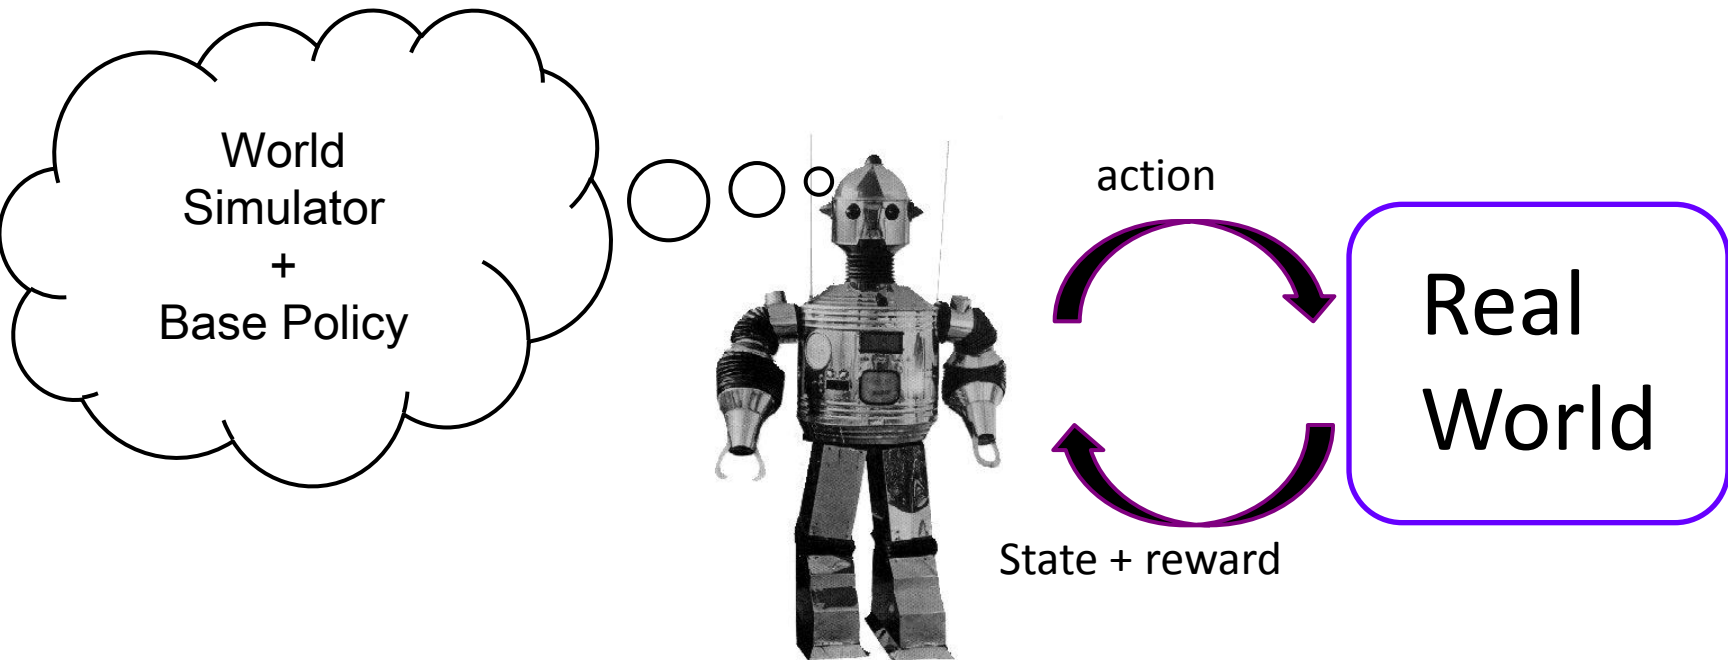 World
Simulator
+
Base Policy
action
Real
World
State + reward